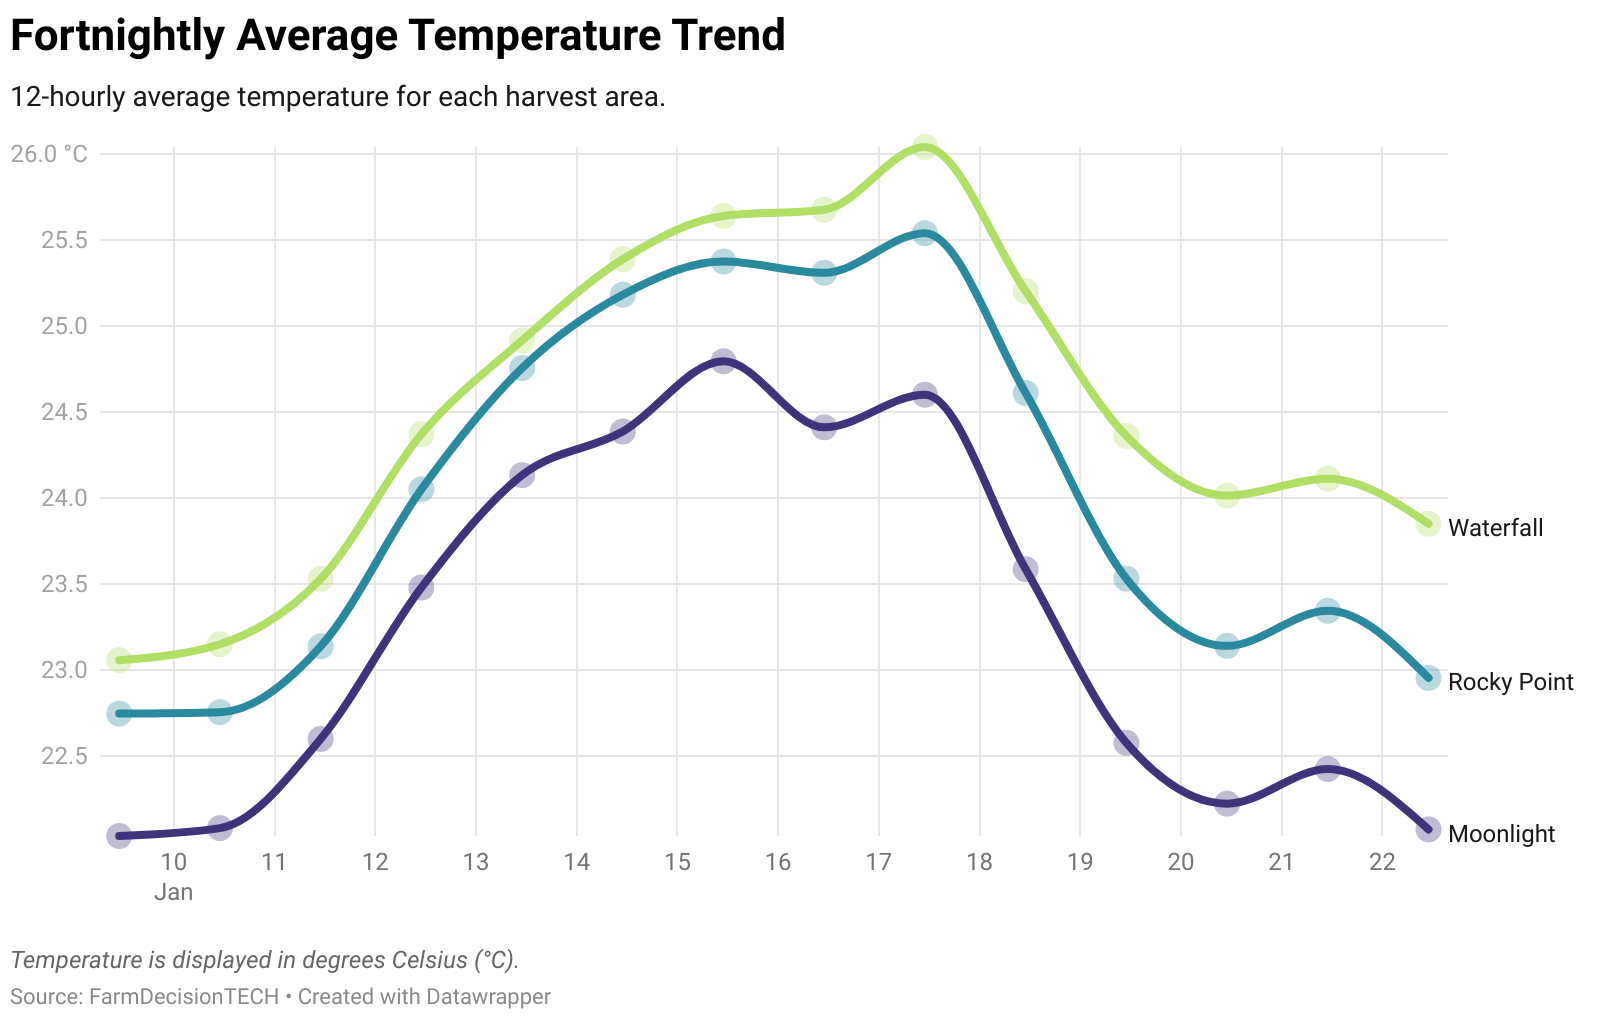 Fortnightly Average Temperature Trend
12-hourly average temperature for each harvest area.
26.0 °C
25.5
25.0
24.5
24.0
23.5
23.0
22.5
Waterfall
Rocky Point
Moonlight
10 11 12 13 14 15 16 17 18 19 20 21 22
Jan
Temperature is displayed in degrees Celsius (°C).
Source: FarmDecisionTECH • Created with Datawrapper